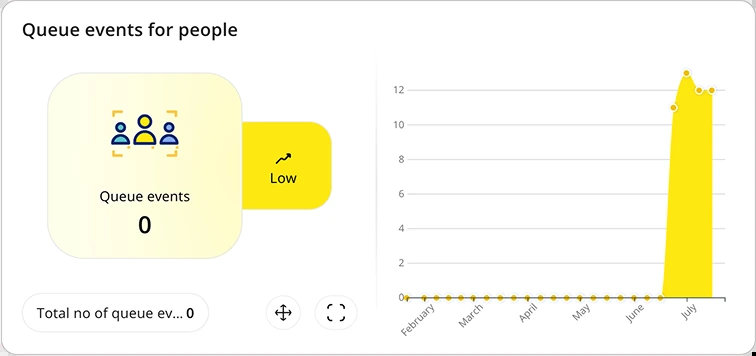 Queue events for people
Queue events
0
Low
Total no of queue ev... 0
12
10
8
6
4
2
0
February
March
April
May
June
July